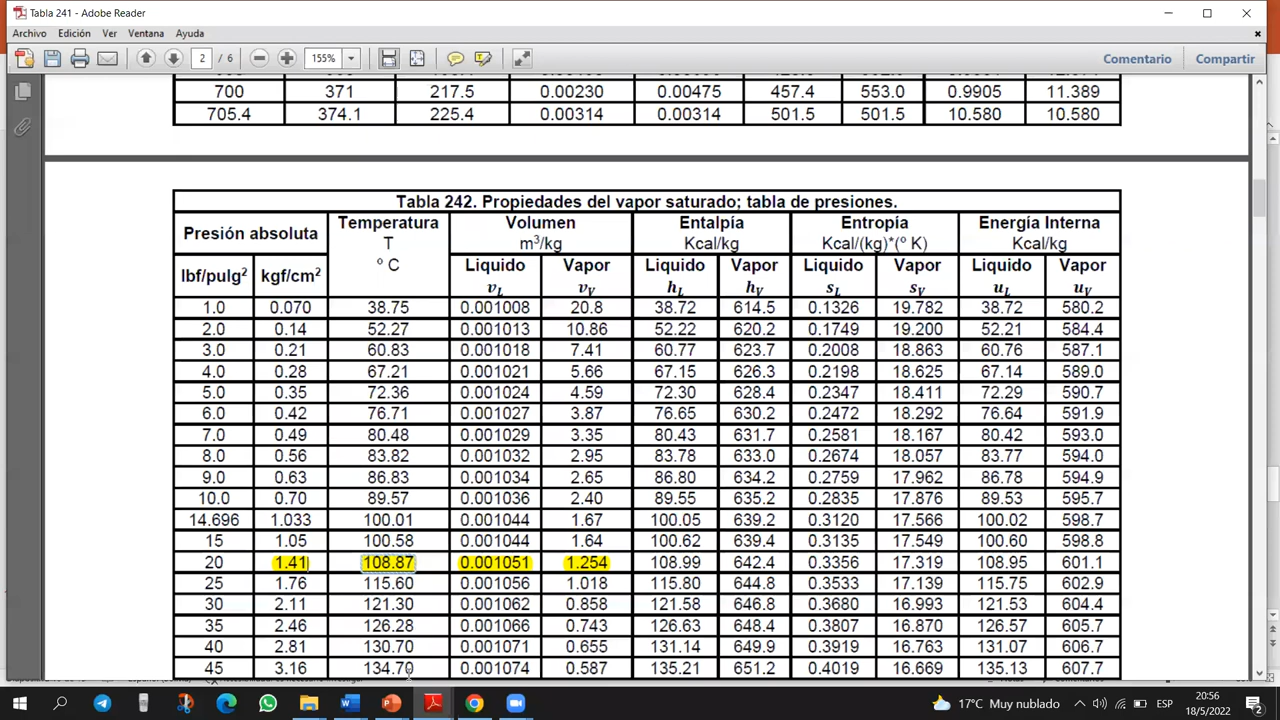 Tabla 241 - Adobe Reader
Archivo Edición Ver Ventana Ayuda
2 / 6 155% Comentario Compartir
700 371 217.5 0.00230 0.00475 457.4 553.0 0.9905 11.389
705.4 374.1 225.4 0.00314 0.00314 501.5 501.5 10.580 10.580
Tabla 242. Propiedades del vapor saturado; tabla de presiones.
Presión absoluta Temperatura T º C Volumen m³/kg Entalpía Kcal/kg Entropía Kcal/(kg)*(º K) Energía Interna Kcal/kg
lbf/pulg² kgf/cm² Liquido vL Vapor vV Liquido hL Vapor hV Liquido sL Vapor sV Liquido uL Vapor uV
1.0 0.070 38.75 0.001008 20.8 38.72 614.5 0.1326 19.782 38.72 580.2
2.0 0.14 52.27 0.001013 10.86 52.22 620.2 0.1749 19.200 52.21 584.4
3.0 0.21 60.83 0.001018 7.41 60.77 623.7 0.2008 18.863 60.76 587.1
4.0 0.28 67.21 0.001021 5.66 67.15 626.3 0.2198 18.625 67.14 589.0
5.0 0.35 72.36 0.001024 4.59 72.30 628.4 0.2347 18.411 72.29 590.7
6.0 0.42 76.71 0.001027 3.87 76.65 630.2 0.2472 18.292 76.64 591.9
7.0 0.49 80.48 0.001029 3.35 80.43 631.7 0.2581 18.167 80.42 593.0
8.0 0.56 83.82 0.001032 2.95 83.78 633.0 0.2674 18.057 83.77 594.0
9.0 0.63 86.83 0.001034 2.65 86.80 634.2 0.2759 17.962 86.78 594.9
10.0 0.70 89.57 0.001036 2.40 89.55 635.2 0.2835 17.876 89.53 595.7
14.696 1.033 100.01 0.001044 1.67 100.05 639.2 0.3120 17.566 100.02 598.7
15 1.05 100.58 0.001044 1.64 100.62 639.4 0.3135 17.549 100.60 598.8
20 1.41 108.87 0.001051 1.254 108.99 642.4 0.3356 17.319 108.95 601.1
25 1.76 115.60 0.001056 1.018 115.80 644.8 0.3533 17.139 115.75 602.9
30 2.11 121.30 0.001062 0.858 121.58 646.8 0.3680 16.993 121.53 604.4
35 2.46 126.28 0.001066 0.743 126.63 648.4 0.3807 16.870 126.57 605.7
40 2.81 130.70 0.001071 0.655 131.14 649.9 0.3919 16.763 131.07 606.7
45 3.16 134.70 0.001074 0.587 135.21 651.2 0.4019 16.669 135.13 607.7
17°C Muy nublado ESP 20:56
18/5/2022